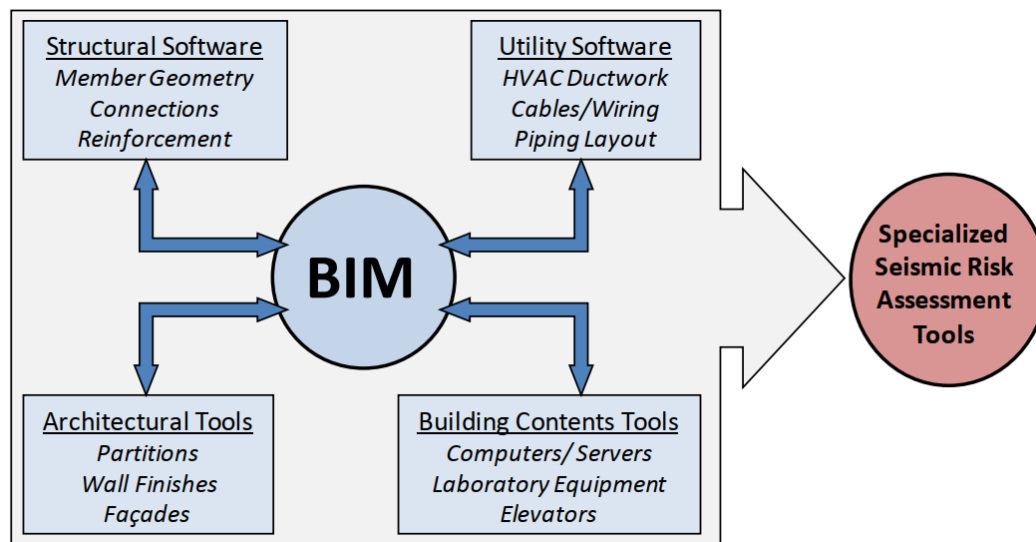 Structural Software
Member Geometry
Connections
Reinforcement
Utility Software
HVAC Ductwork
Cables/Wiring
Piping Layout
BIM
Specialized
Seismic Risk
Assessment
Tools
Architectural Tools
Partitions
Wall Finishes
Façades
Building Contents Tools
Computers/ Servers
Laboratory Equipment
Elevators